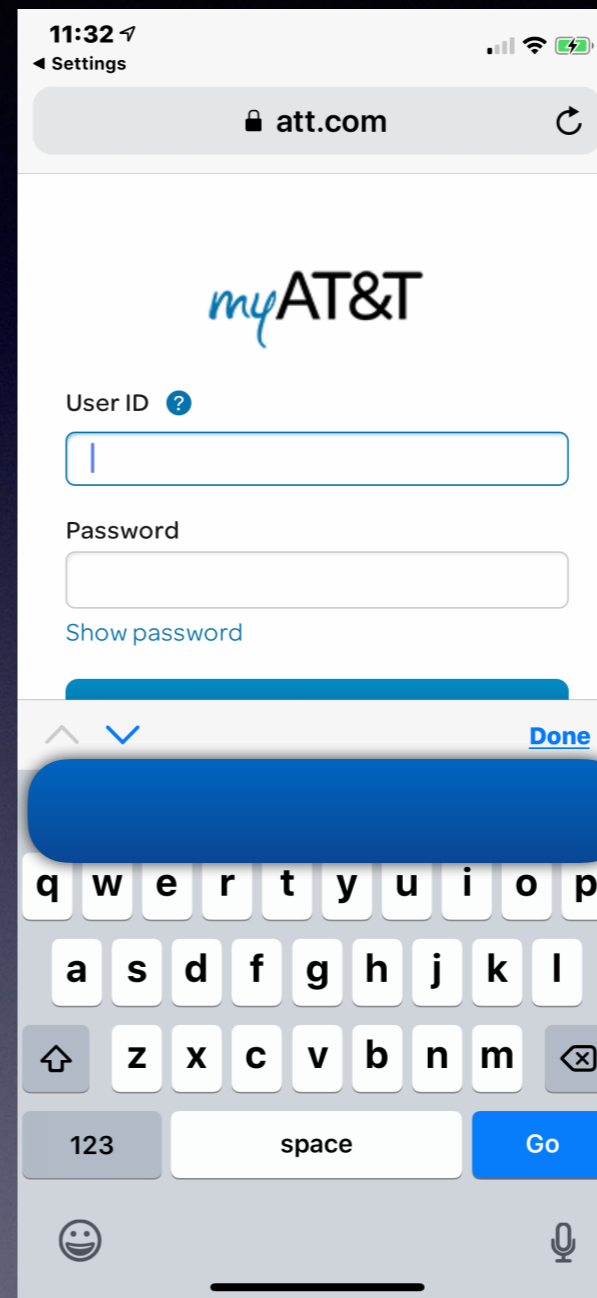 11:32
◀ Settings
att.com
myAT&T
User ID ?
Password
Show password
Done
q w e r t y u i o p
a s d f g h j k l
z x c v b n m
123 space Go